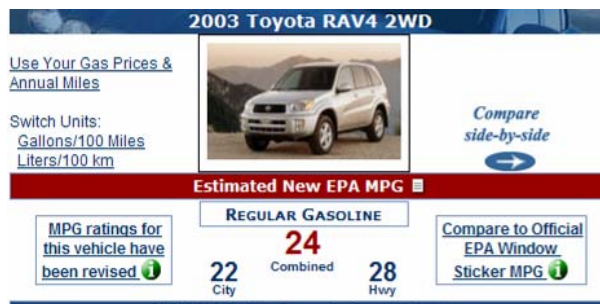 2003 Toyota RAV4 2WD
Use Your Gas Prices &
Annual Miles
Switch Units:
Gallons/100 Miles
Liters/100 km
Compare
side-by-side
Estimated New EPA MPG
MPG ratings for
this vehicle have
been revised
REGULAR GASOLINE
24
Combined
22
City
28
Hwy
Compare to Official
EPA Window
Sticker MPG